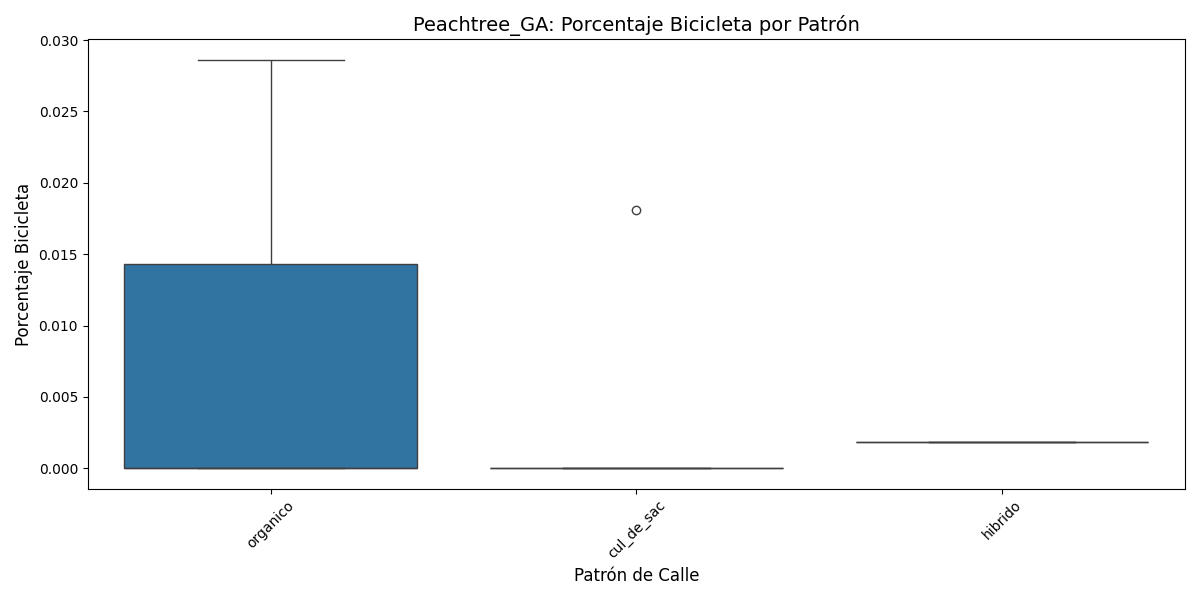 Peachtree_GA: Porcentaje Bicicleta por Patrón
Porcentaje Bicicleta
0.030
0.025
0.020
0.015
0.010
0.005
0.000
organico
cul_de_sac
hibrido
Patrón de Calle